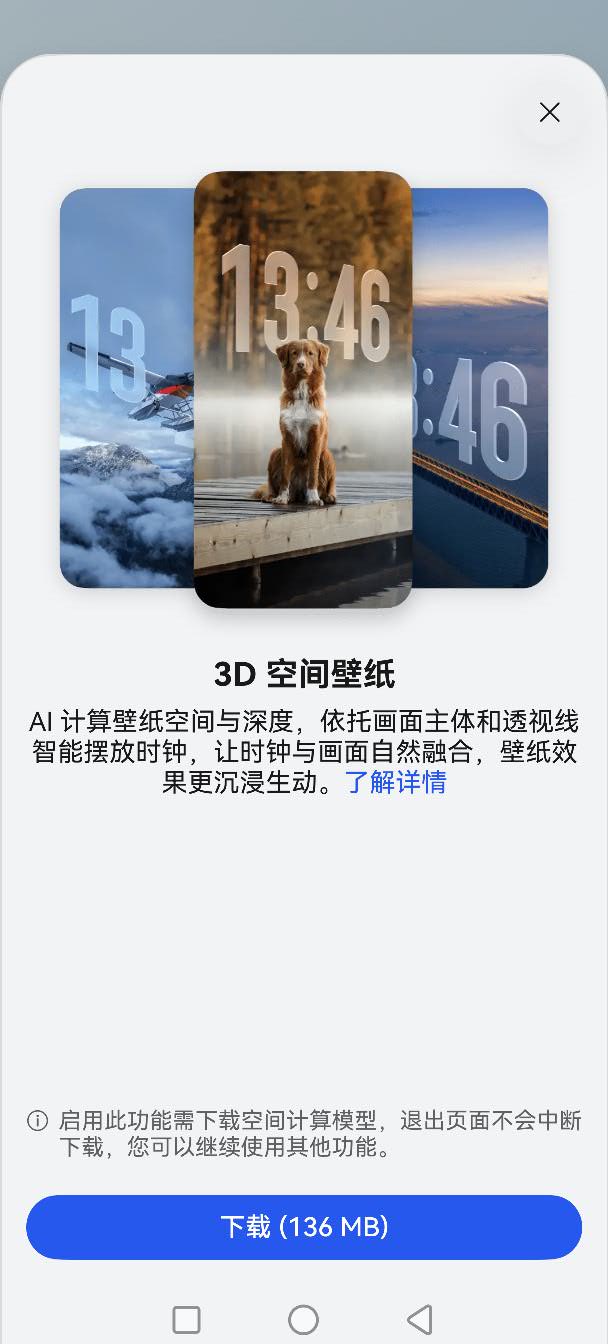 13
13:46
3:46
3D 空间壁纸
AI 计算壁纸空间与深度，依托画面主体和透视线
智能摆放时钟，让时钟与画面自然融合，壁纸效
果更沉浸生动。了解详情
启用此功能需下载空间计算模型，退出页面不会中断
下载，您可以继续使用其他功能。
下载 (136 MB)